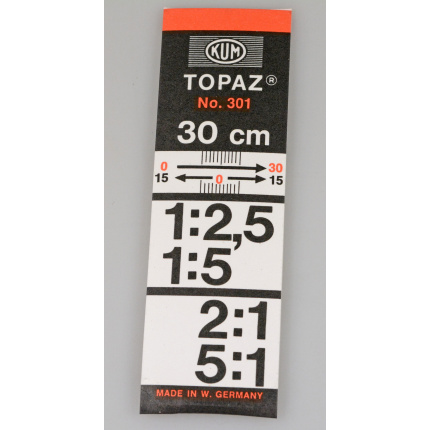 KUM
TOPAZ®
No. 301
30 cm
0 30
15 0 15
1:2,5
1:5
2:1
5:1
MADE IN W. GERMANY